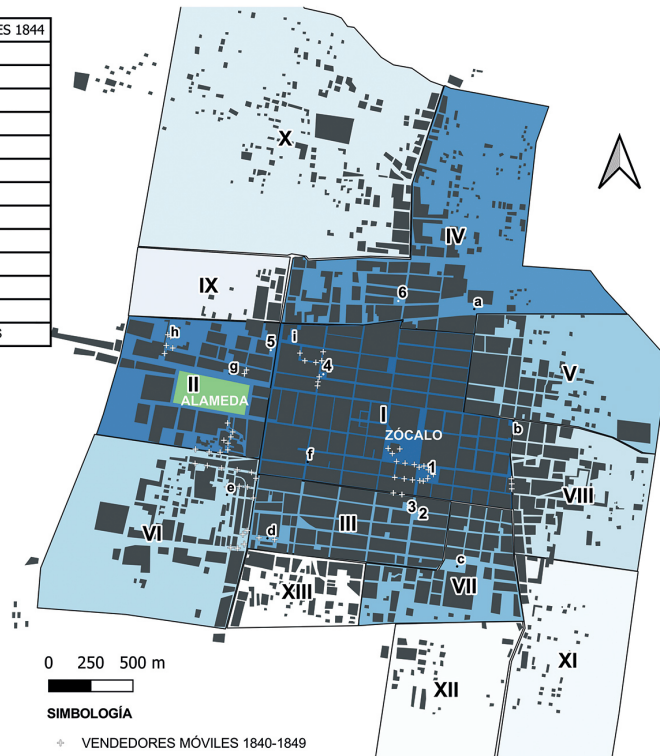 ES 1844
S
X
IV
IX
6
a
h
5
i
g
4
II
ALAMEDA
V
I
b
ZÓCALO
f
1
e
VIII
3
2
VI
d
III
c
XIII
VII
XI
XII
0 250 500 m
SIMBOLOGÍA
VENDEDORES MÓVILES 1840-1849